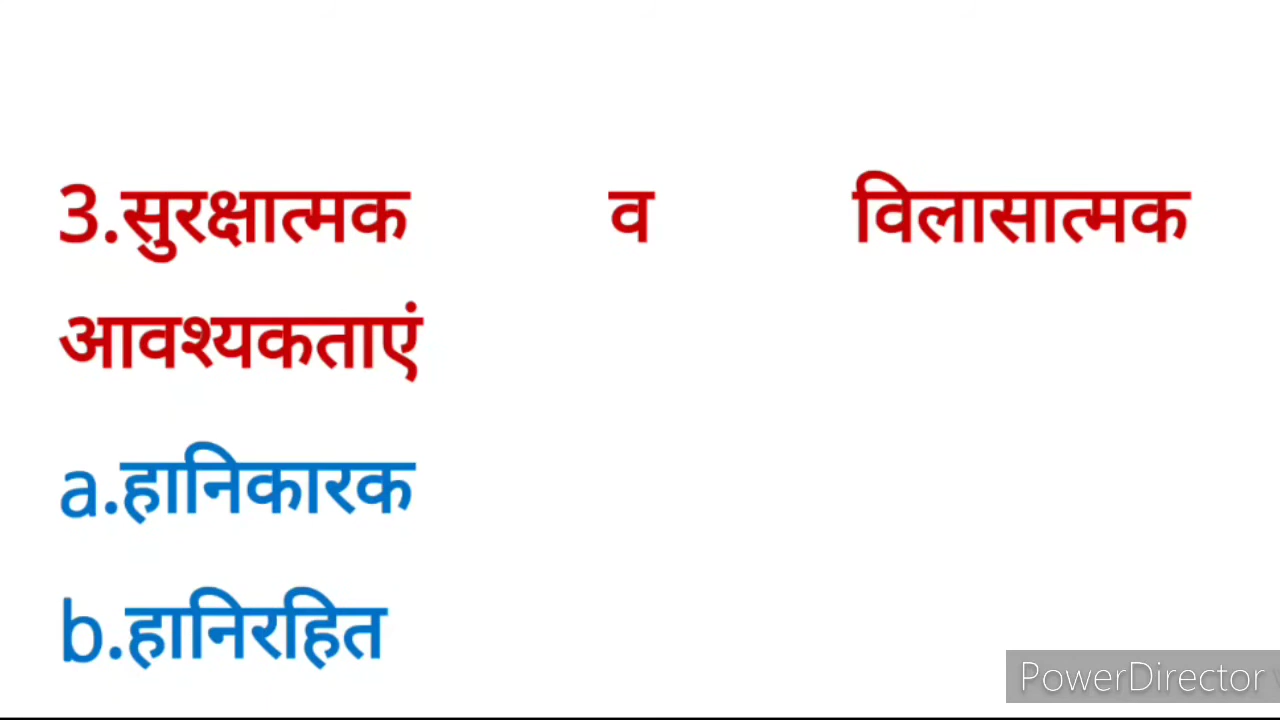 3.सुरक्षात्मक व विलासात्मक
आवश्यकताएं
a.हानिकारक
b.हानिरहित
PowerDirector